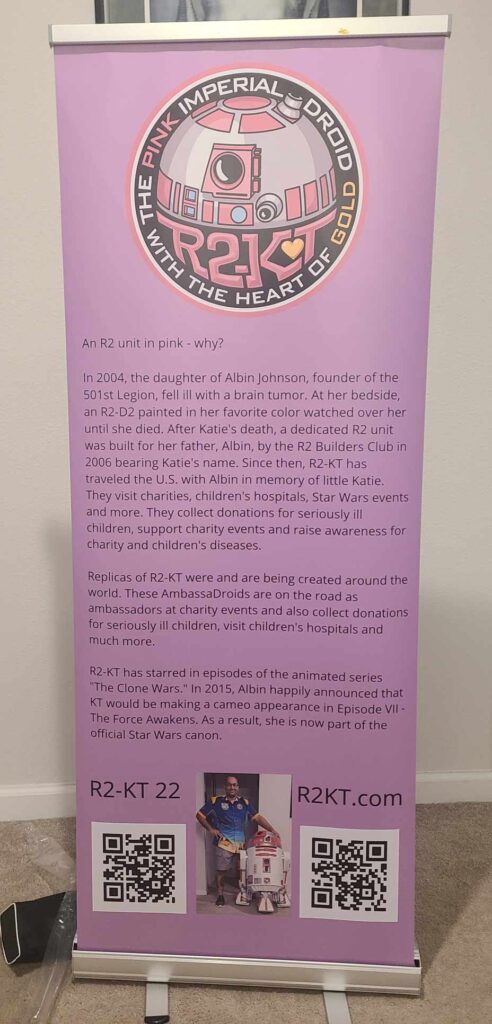 THE PINK IMPERIAL DROID
R2-KT
WITH THE HEART OF GOLD
An R2 unit in pink - why?
In 2004, the daughter of Albin Johnson, founder of the
501st Legion, fell ill with a brain tumor. At her bedside,
an R2-D2 painted in her favorite color watched over her
until she died. After Katie's death, a dedicated R2 unit
was built for her father, Albin, by the R2 Builders Club in
2006 bearing Katie's name. Since then, R2-KT has
traveled the U.S. with Albin in memory of little Katie.
They visit charities, children's hospitals, Star Wars events
and more. They collect donations for seriously ill
children, support charity events and raise awareness for
charity and children's diseases.
Replicas of R2-KT were and are being created around the
world. These AmbassaDroids are on the road as
ambassadors at charity events and also collect donations
for seriously ill children, visit children's hospitals and
much more.
R2-KT has starred in episodes of the animated series
"The Clone Wars." In 2015, Albin happily announced that
KT would be making a cameo appearance in Episode VII -
The Force Awakens. As a result, she is now part of the
official Star Wars canon.
R2-KT 22
R2KT.com